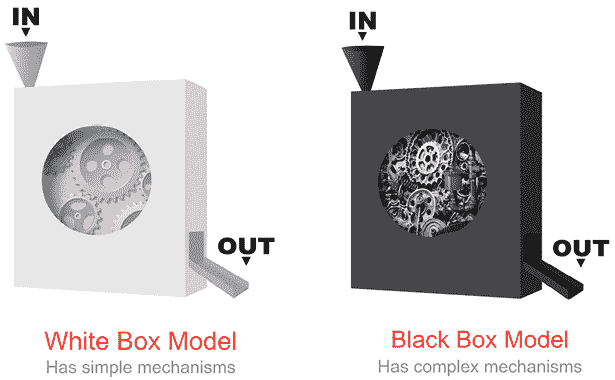 IN
OUT
White Box Model
Has simple mechanisms
IN
OUT
Black Box Model
Has complex mechanisms